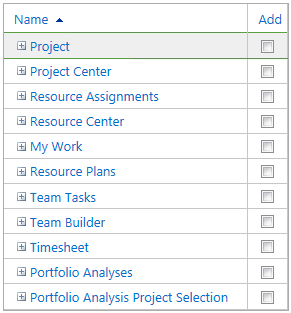 Name Add
Project
Project Center
Resource Assignments
Resource Center
My Work
Resource Plans
Team Tasks
Team Builder
Timesheet
Portfolio Analyses
Portfolio Analysis Project Selection